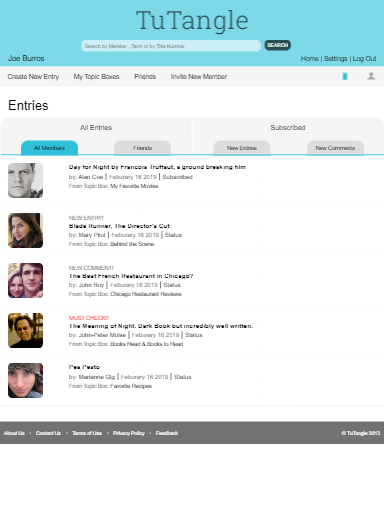 TuTangle
Search by Member , Term or by Title Number
SEARCH
Joe Burros
Home | Settings | Log Out
Create New Entry My Topic Boxes Friends Invite New Member
Entries
All Entries Subscribed
All Members Friends New Entries New Comments
Day for Night by Francois Truffaut, a ground breaking film
by: Alan Coe | Feburary 16 2019 | Subscribed
From Topic Box: My Favorite Movies
NEW ENTRY!
Blade Runner, The Director's Cut
by: Mary Pilot | Feburary 16 2019 | Status
From Topic Box: Behind the Scene
NEW COMMENT!
The Best French Restaurant in Chicago?
by: John Roy | Feburary 16 2019 | Status
From Topic Box: Chicago Restaurant Reviews
MUST CHECK!!
The Meaning of Night. Dark Book but incredibly well written.
by: John-Peter Molee | Feburary 16 2019 | Status
From Topic Box: Books Read & Books to Read
Pea Pesto
by: Marianne Gig | Feburary 16 2019 | Status
From Topic Box: Favorite Recipes
About Us • Contact Us • Terms of Use • Privacy Policy • Feedback
© TuTangle 2013